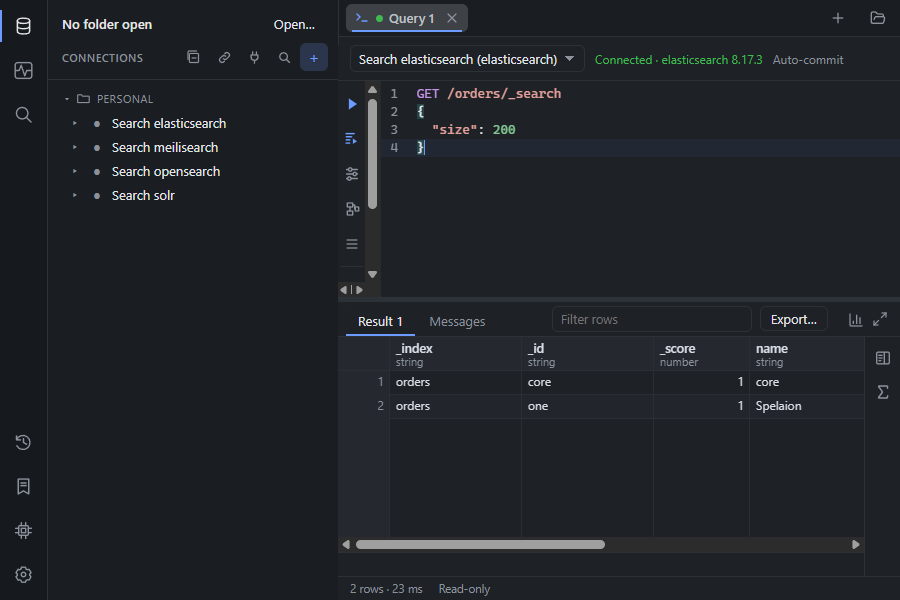 No folder open
Open...
CONNECTIONS
+
PERSONAL
Search elasticsearch
Search meilisearch
Search opensearch
Search solr
Query 1
Search elasticsearch (elasticsearch)
Connected · elasticsearch 8.17.3
Auto-commit
1 GET /orders/_search
2 {
3 "size": 200
4 }
Result 1
Messages
Filter rows
Export...
_index _id _score name
string string number string
1 orders core 1 core
2 orders one 1 Spelaion
2 rows · 23 ms
Read-only